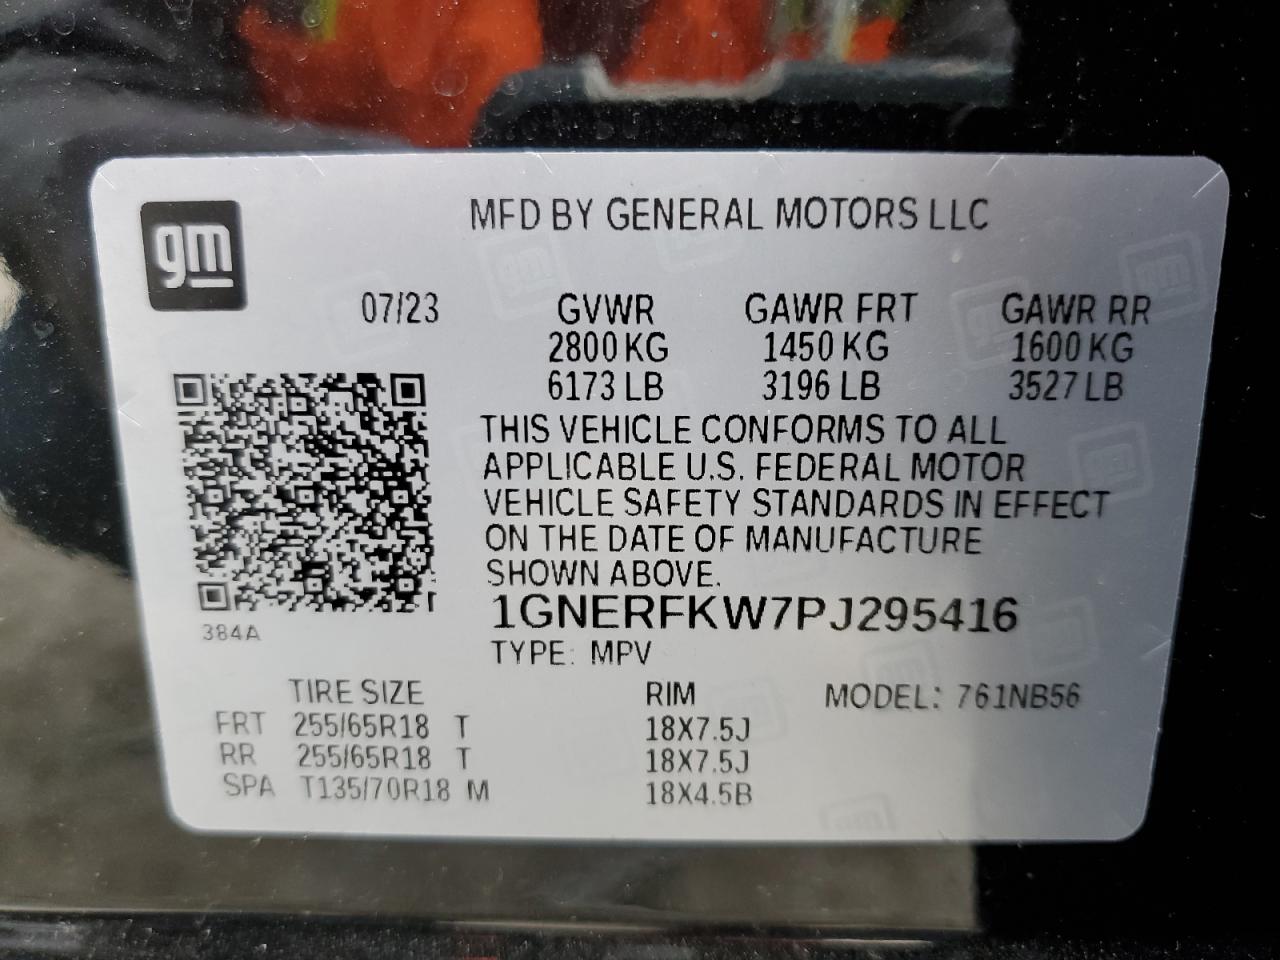 gm
MFD BY GENERAL MOTORS LLC
07/23 GVWR GAWR FRT GAWR RR
2800 KG 1450 KG 1600 KG
6173 LB 3196 LB 3527 LB
THIS VEHICLE CONFORMS TO ALL
APPLICABLE U.S. FEDERAL MOTOR
VEHICLE SAFETY STANDARDS IN EFFECT
ON THE DATE OF MANUFACTURE
SHOWN ABOVE.
1GNERFKW7PJ295416
384A
TYPE: MPV
TIRE SIZE RIM MODEL: 761NB56
FRT 255/65R18 T 18X7.5J
RR 255/65R18 T 18X7.5J
SPA T135/70R18 M 18X4.5B